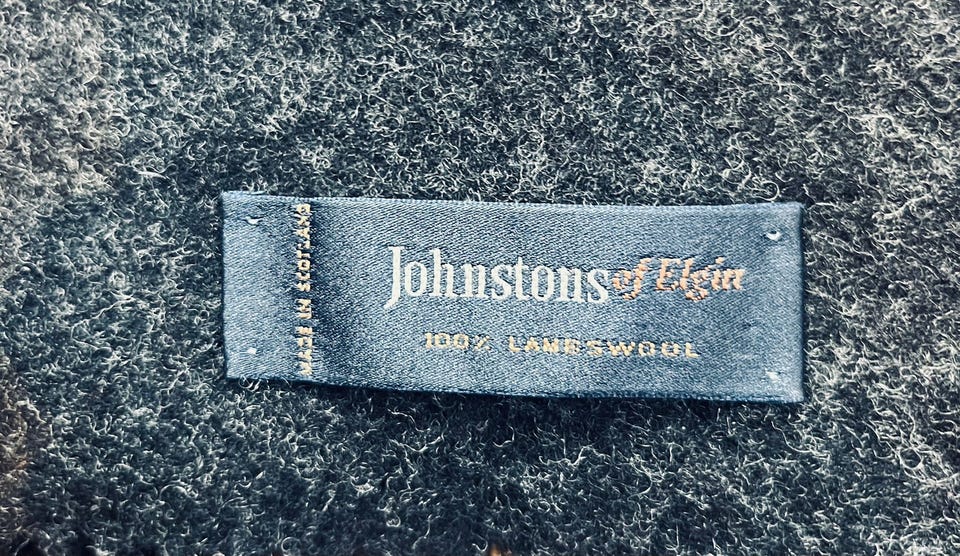 MADE IN SCOTLAND
Johnstons of Elgin
100% LAMBSWOOL